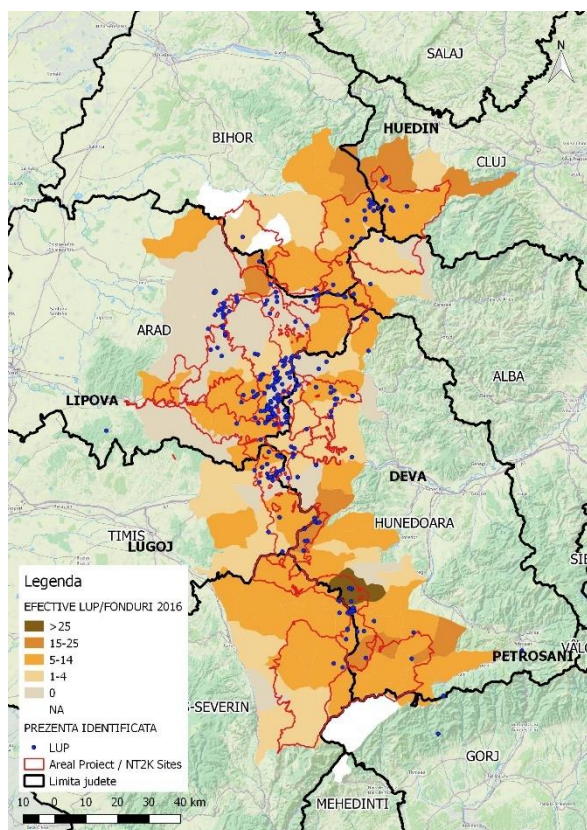 SALAJ
N
HUEDIN
BIHOR
CLUJ
ARAD
ALBA
LIPOVA
DEVA
TIMIS
HUNEDOARA
LUGOJ
PETROSANI
S-SEVERIN
GORJ
MEHEDINTI
Legenda
EFECTIVE LUP/FONDURI 2016
>25
15-25
5-14
1-4
0
NA
PREZENTA IDENTIFICATA
LUP
Areal Proiect / NT2K Sites
Limita judete
10 0 10 20 30 40 km